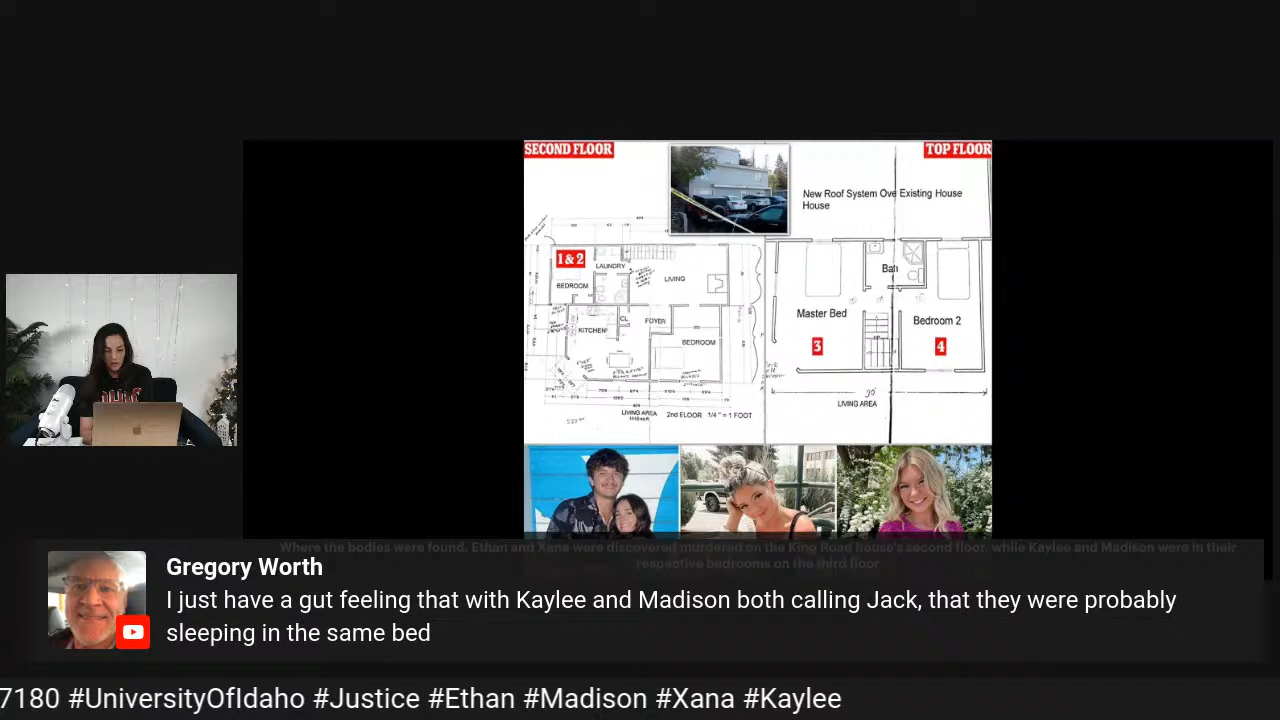 SECOND FLOOR
TOP FLOOR
New Roof System Ove Existing House
House
1 & 2
LAUNDRY
BEDROOM
LIVING
KITCHEN
CL
FOYER
BEDROOM
Bath
Master Bed
Bedroom 2
3
4
30'
LIVING AREA
LIVING AREA
2nd FLOOR 1/4 " = 1 FOOT
Where the bodies were found. Ethan and Xana were discovered murdered on the King Road house's second floor, while Kaylee and Madison were in their
respective bedrooms on the third floor
Gregory Worth
I just have a gut feeling that with Kaylee and Madison both calling Jack, that they were probably
sleeping in the same bed
7180 #UniversityOfIdaho #Justice #Ethan #Madison #Xana #Kaylee